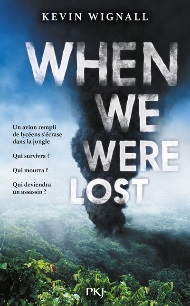 KEVIN WIGNALL
WHEN
WE
WERE
LOST
Un avion rempli
de lycéens s'écrase
dans la jungle
Qui survivra ?
Qui mourra ?
Qui deviendra
un assassin ?
PKJ·